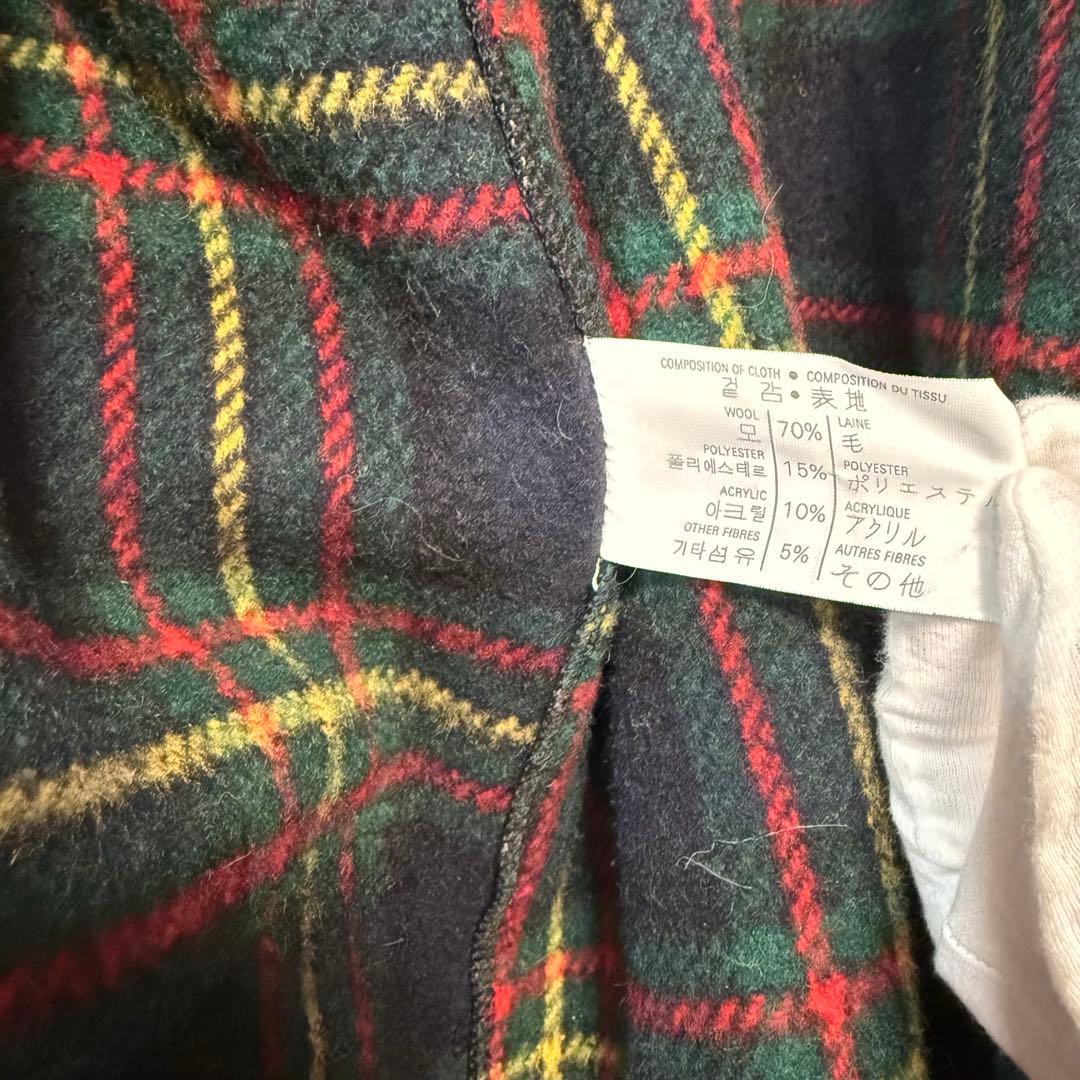 COMPOSITION OF CLOTH • COMPOSITION DU TISSU
겉 감 • 表地
WOOL 70% LAINE
모 毛
POLYESTER 15% POLYESTER
폴리에스테르 ポリエステル
ACRYLIC 10% ACRYLIQUE
아크릴 アクリル
OTHER FIBRES 5% AUTRES FIBRES
기타섬유 その他